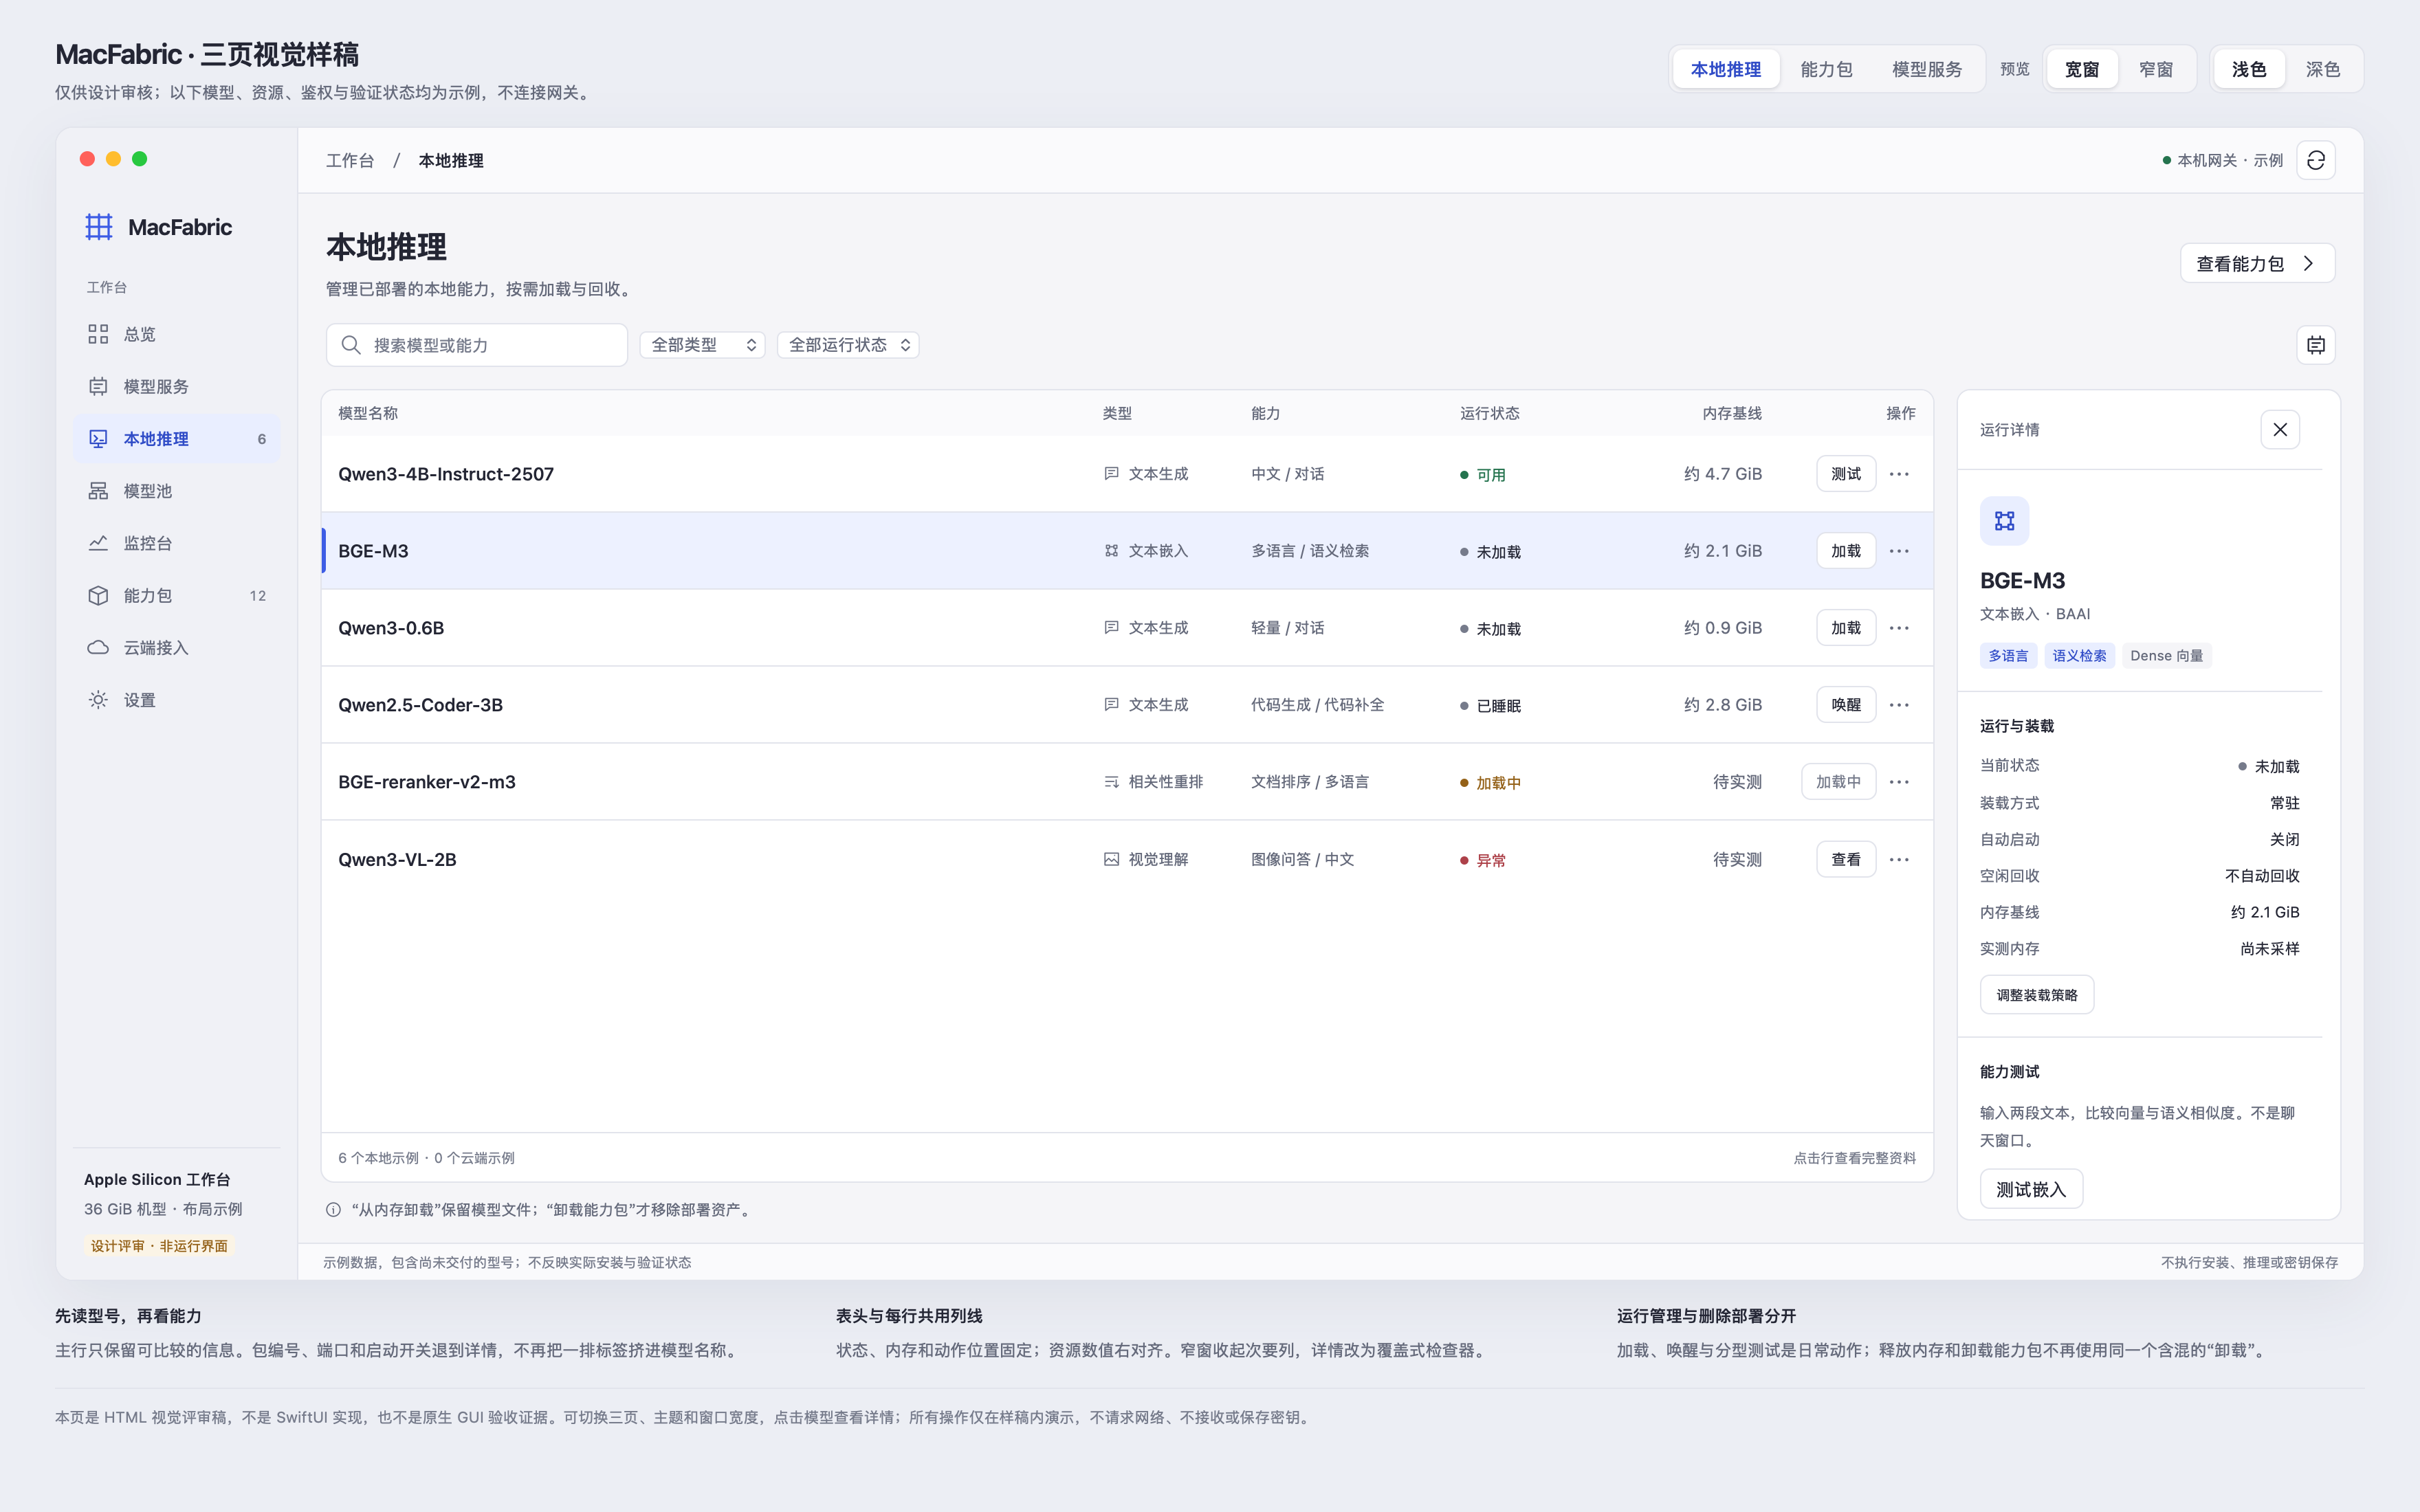 MacFabric · 三页视觉样稿
仅供设计审核；以下模型、资源、鉴权与验证状态均为示例，不连接网关。
本地推理 能力包 模型服务 预览 宽窗 窄窗 浅色 深色
工作台 / 本地推理
本机网关 · 示例
MacFabric
工作台
总览
模型服务
本地推理 6
模型池
监控台
能力包 12
云端接入
设置
Apple Silicon 工作台
36 GiB 机型 · 布局示例
设计评审 · 非运行界面
本地推理
管理已部署的本地能力，按需加载与回收。
查看能力包
搜索模型或能力 全部类型 全部运行状态
模型名称 类型 能力 运行状态 内存基线 操作
Qwen3-4B-Instruct-2507 文本生成 中文 / 对话 可用 约 4.7 GiB 测试
BGE-M3 文本嵌入 多语言 / 语义检索 未加载 约 2.1 GiB 加载
Qwen3-0.6B 文本生成 轻量 / 对话 未加载 约 0.9 GiB 加载
Qwen2.5-Coder-3B 文本生成 代码生成 / 代码补全 已睡眠 约 2.8 GiB 唤醒
BGE-reranker-v2-m3 相关性重排 文档排序 / 多语言 加载中 待实测 加载中
Qwen3-VL-2B 视觉理解 图像问答 / 中文 异常 待实测 查看
6 个本地示例 · 0 个云端示例 点击行查看完整资料
“从内存卸载”保留模型文件；“卸载能力包”才移除部署资产。
运行详情
BGE-M3
文本嵌入 · BAAI
多语言 语义检索 Dense 向量
运行与装载
当前状态 未加载
装载方式 常驻
自动启动 关闭
空闲回收 不自动回收
内存基线 约 2.1 GiB
实测内存 尚未采样
调整装载策略
能力测试
输入两段文本，比较向量与语义相似度。不是聊
天窗口。
测试嵌入
示例数据，包含尚未交付的型号；不反映实际安装与验证状态 不执行安装、推理或密钥保存
先读型号，再看能力
主行只保留可比较的信息。包编号、端口和启动开关退到详情，不再把一排标签挤进模型名称。
表头与每行共用列线
状态、内存和动作位置固定；资源数值右对齐。窄窗收起次要列，详情改为覆盖式检查器。
运行管理与删除部署分开
加载、唤醒与分型测试是日常动作；释放内存和卸载能力包不再使用同一个含混的“卸载”。
本页是 HTML 视觉评审稿，不是 SwiftUI 实现，也不是原生 GUI 验收证据。可切换三页、主题和窗口宽度，点击模型查看详情；所有操作仅在样稿内演示，不请求网络、不接收或保存密钥。